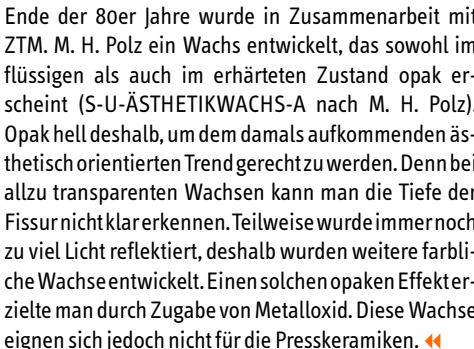 Ende der 80er Jahre wurde in Zusammenarbeit mit
ZTM. M. H. Polz ein Wachs entwickelt, das sowohl im
flüssigen als auch im erhärteten Zustand opak er-
scheint (S-U-ÄSTHETIKWACHS-A nach M. H. Polz).
Opak hell deshalb, um dem damals aufkommenden äs-
thetisch orientierten Trend gerecht zu werden. Denn bei
allzu transparenten Wachsen kann man die Tiefe der
Fissur nicht klar erkennen. Teilweise wurde immer noch
zu viel Licht reflektiert, deshalb wurden weitere farbli-
che Wachse entwickelt. Einen solchen opaken Effekt er-
zielte man durch Zugabe von Metalloxid. Diese Wachse
eignen sich jedoch nicht für die Presskeramiken. «